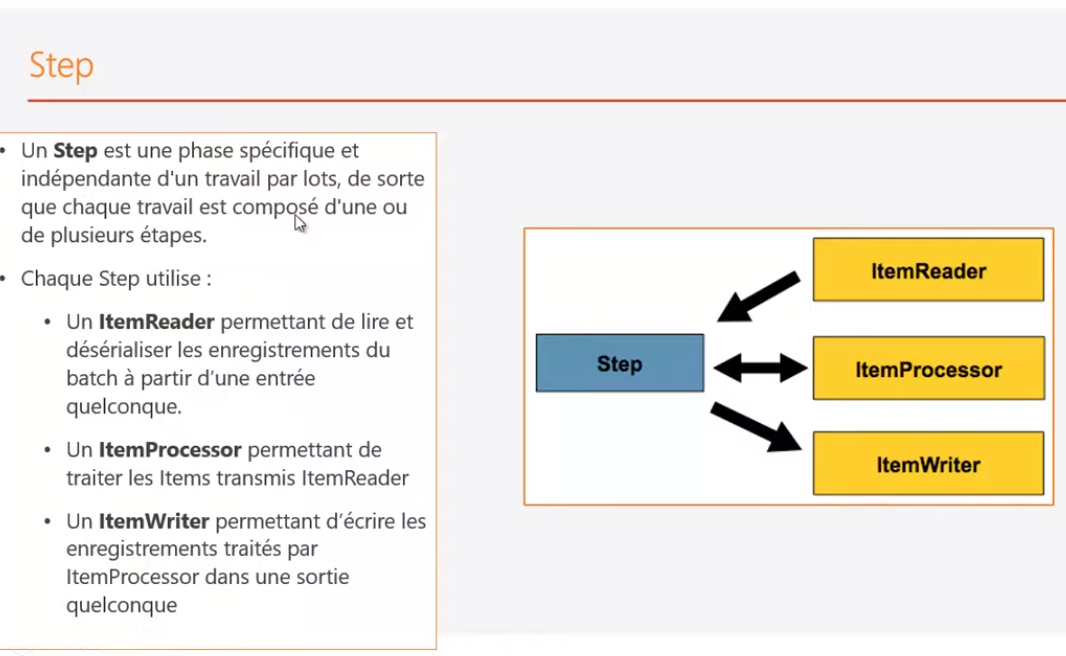 Step
• Un Step est une phase spécifique et
indépendante d'un travail par lots, de sorte
que chaque travail est composé d'une ou
de plusieurs étapes.
• Chaque Step utilise :
• Un ItemReader permettant de lire et
désérialiser les enregistrements du
batch à partir d’une entrée
quelconque.
• Un ItemProcessor permettant de
traiter les Items transmis ItemReader
• Un ItemWriter permettant d’écrire les
enregistrements traités par
ItemProcessor dans une sortie
quelconque
ItemReader
Step
ItemProcessor
ItemWriter